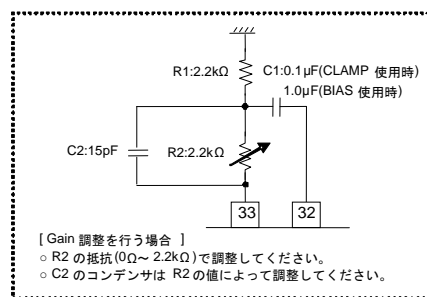 R1:2.2kΩ
C1:0.1µF(CLAMP 使用時)
1.0µF(BIAS 使用時)
C2:15pF
R2:2.2kΩ
33
32
[ Gain 調整を行う場合 ]
○ R2 の抵抗(0Ω～ 2.2kΩ)で調整してください。
○ C2 のコンデンサは R2 の値によって調整してください。